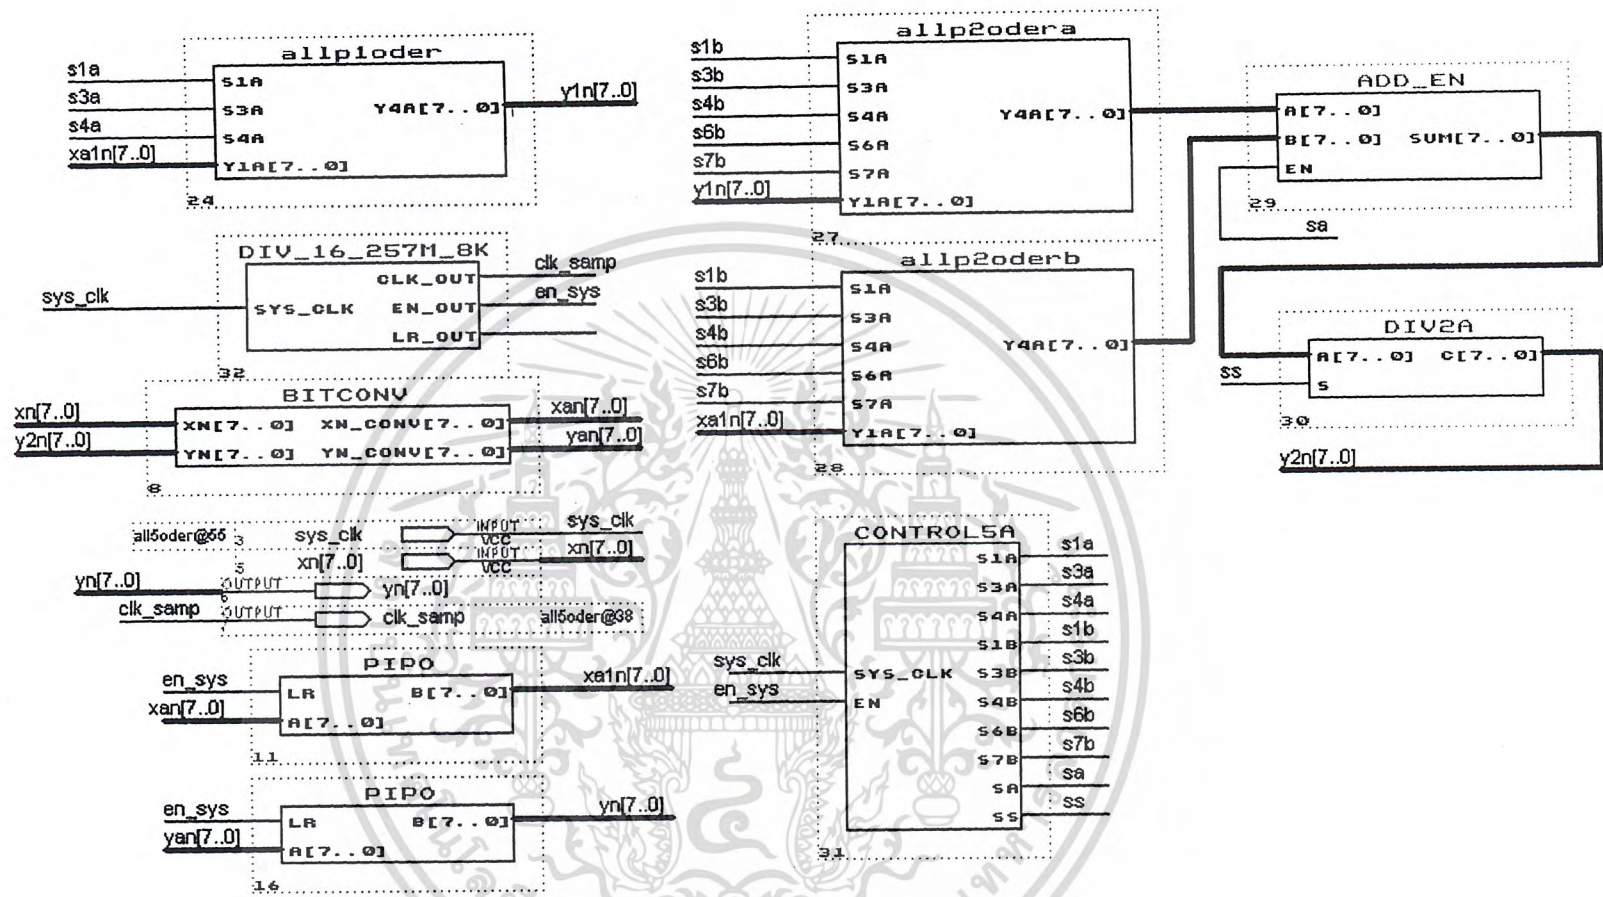 allp1oder
s1a
s3a
s4a
xa1n[7..0]
S1A
S3A
S4A
Y1A[7..0]
Y4A[7..0]
y1n[7..0]
24
DIV_16_257M_8K
sys_clk
SYS_CLK
CLK_OUT
EN_OUT
LR_OUT
clk_samp
en_sys
32
BITCONV
xn[7..0]
y2n[7..0]
XN[7..0] XN_CONV[7..0]
YN[7..0] YN_CONV[7..0]
xan[7..0]
yan[7..0]
8
all5oder@55
3
sys_clk
INPUT
VCC
sys_clk
5
xn[7..0]
INPUT
VCC
xn[7..0]
yn[7..0]
OUTPUT
6
yn[7..0]
clk_samp
OUTPUT
7
clk_samp
all5oder@38
PIPO
en_sys
xan[7..0]
LR
A[7..0]
B[7..0]
xa1n[7..0]
11
PIPO
en_sys
yan[7..0]
LR
A[7..0]
B[7..0]
yn[7..0]
16
allp2odera
s1b
s3b
s4b
s6b
s7b
y1n[7..0]
S1A
S3A
S4A
S6A
S7A
Y1A[7..0]
Y4A[7..0]
27
allp2oderb
s1b
s3b
s4b
s6b
s7b
xa1n[7..0]
S1A
S3A
S4A
S6A
S7A
Y1A[7..0]
Y4A[7..0]
28
ADD_EN
A[7..0]
B[7..0]
EN
SUM[7..0]
29
sa
DIV2A
ss
A[7..0] C[7..0]
S
30
y2n[7..0]
CONTROL5A
sys_clk
en_sys
SYS_CLK
EN
S1A
S3A
S4A
S1B
S3B
S4B
S6B
S7B
SA
SS
s1a
s3a
s4a
s1b
s3b
s4b
s6b
s7b
sa
ss
31